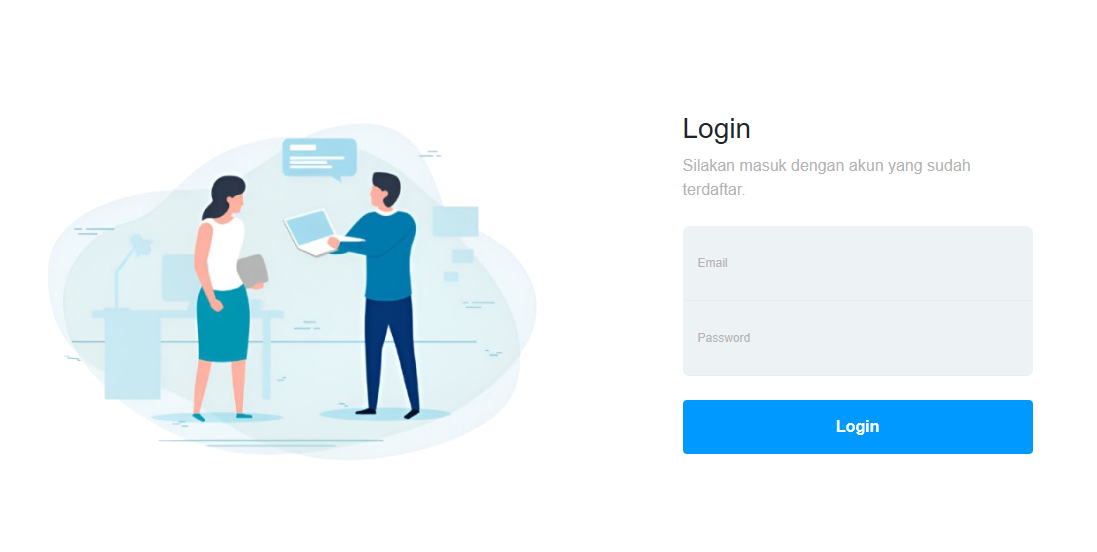 Login
Silakan masuk dengan akun yang sudah
terdaftar.
Email
Password
Login